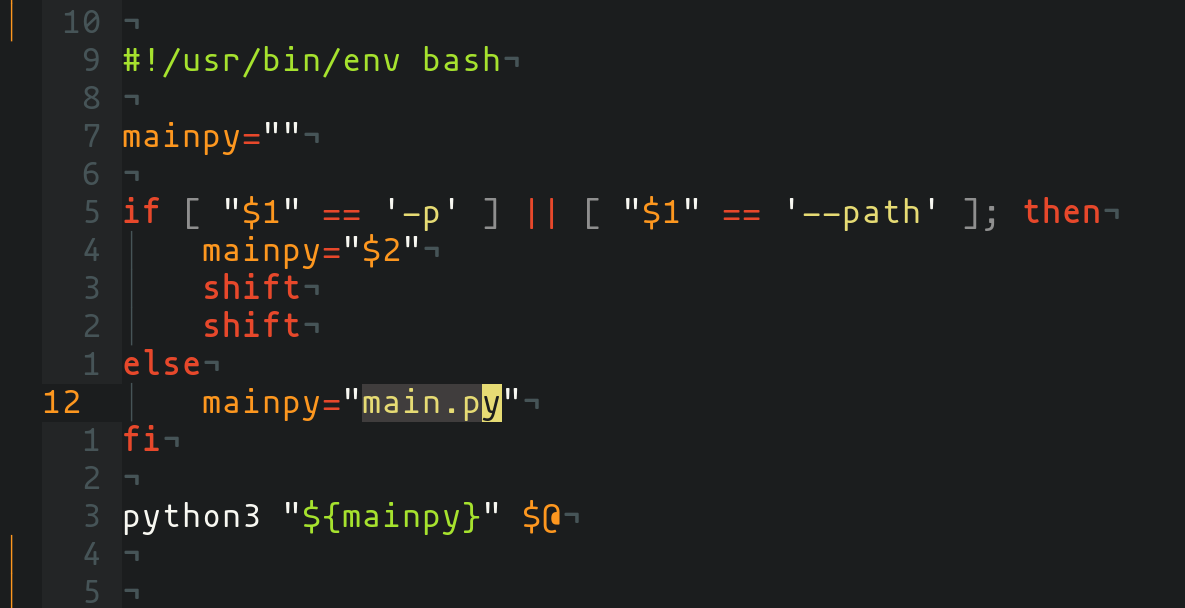 10 ¬
9 #!/usr/bin/env bash¬
8 ¬
7 mainpy=""¬
6 ¬
5 if [ "$1" == '-p' ] || [ "$1" == '--path' ]; then¬
4     mainpy="$2"¬
3     shift¬
2     shift¬
1 else¬
12     mainpy="main.py"¬
1 fi¬
2 ¬
3 python3 "${mainpy}" $@¬
4 ¬
5 ¬